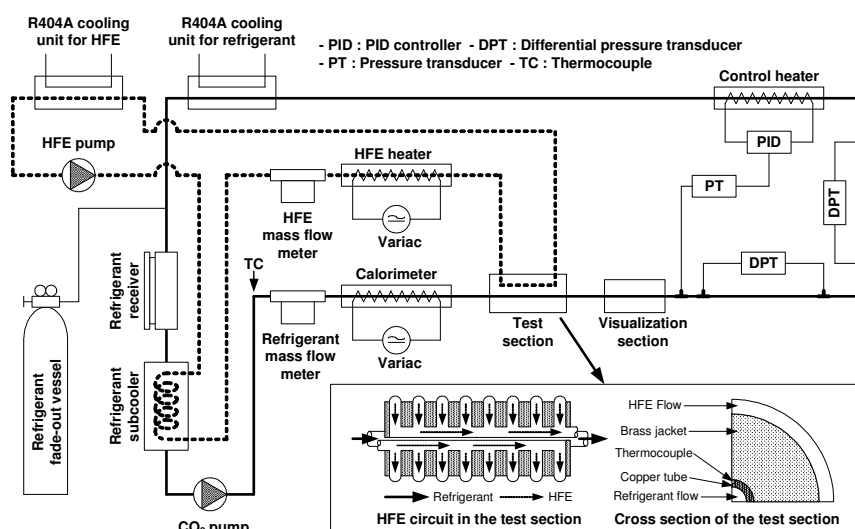 R404A cooling
unit for HFE
R404A cooling
unit for refrigerant
- PID : PID controller - DPT : Differential pressure transducer
- PT : Pressure transducer - TC : Thermocouple
Control heater
HFE pump
HFE heater
PID
PT
DPT
HFE
mass flow
meter
Variac
TC
Calorimeter
DPT
Refrigerant
receiver
Refrigerant
mass flow
meter
Variac
Test
section
Visualization
section
Refrigerant
subcooler
Refrigerant
fade-out vessel
HFE Flow
Brass jacket
Thermocouple
Copper tube
Refrigerant flow
Refrigerant
HFE
HFE circuit in the test section
Cross section of the test section
CO₂ pump